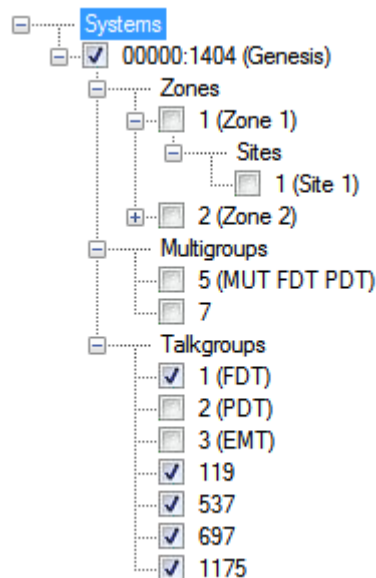 Systems
00000:1404 (Genesis)
Zones
1 (Zone 1)
Sites
1 (Site 1)
2 (Zone 2)
Multigroups
5 (MUT FDT PDT)
7
Talkgroups
1 (FDT)
2 (PDT)
3 (EMT)
119
537
697
1175